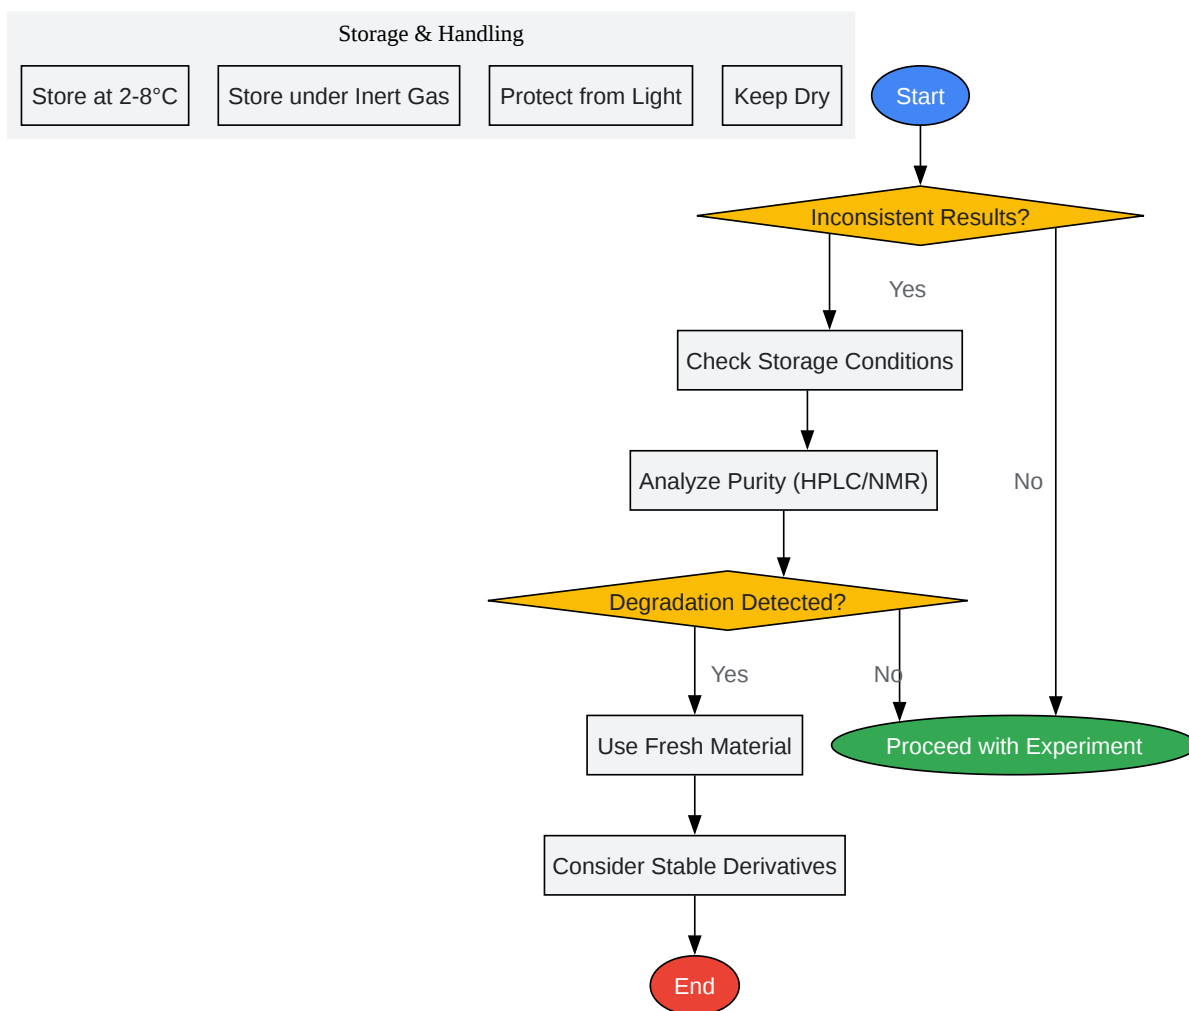 Storage & Handling
Store at 2-8°C
Store under Inert Gas
Protect from Light
Keep Dry
Start
Inconsistent Results?
Yes
Check Storage Conditions
Analyze Purity (HPLC/NMR)
No
Degradation Detected?
Yes
No
Use Fresh Material
Proceed with Experiment
Consider Stable Derivatives
End